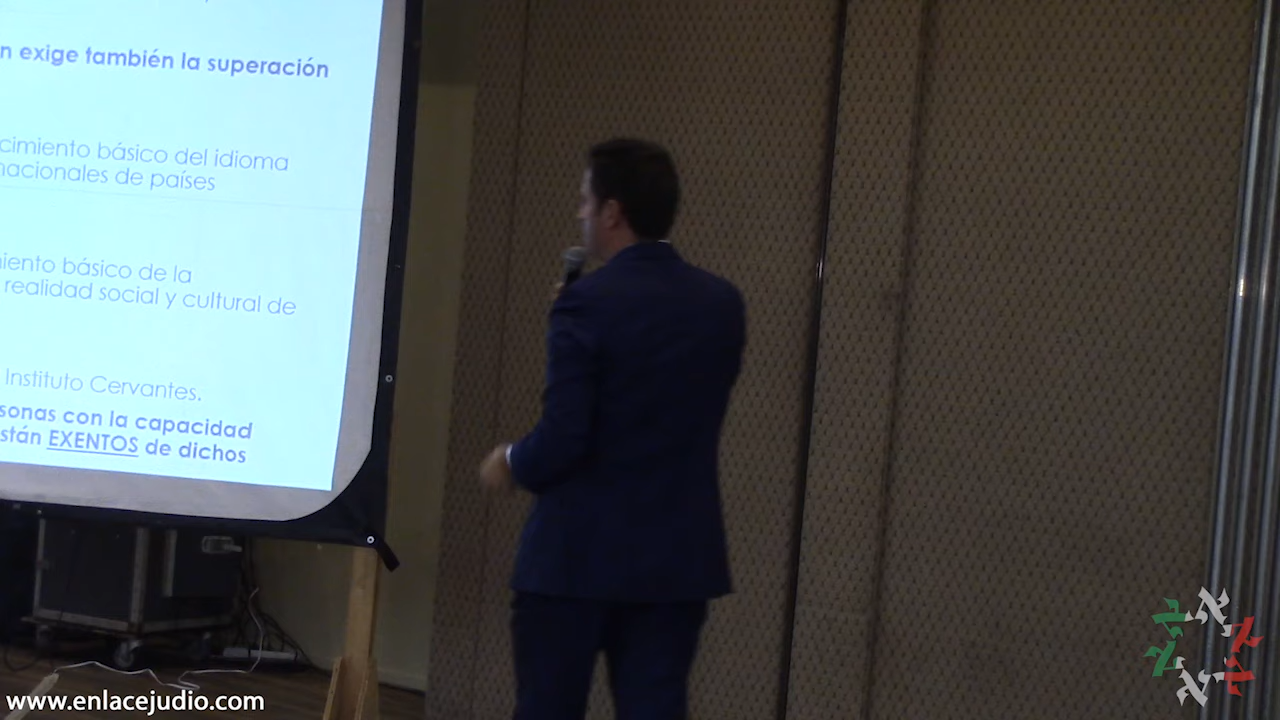 n exige también la superación
cimiento básico del idioma
nacionales de países
iento básico de la
realidad social y cultural de
Instituto Cervantes.
sonas con la capacidad
stán EXENTOS de dichos
www.enlacejudio.com